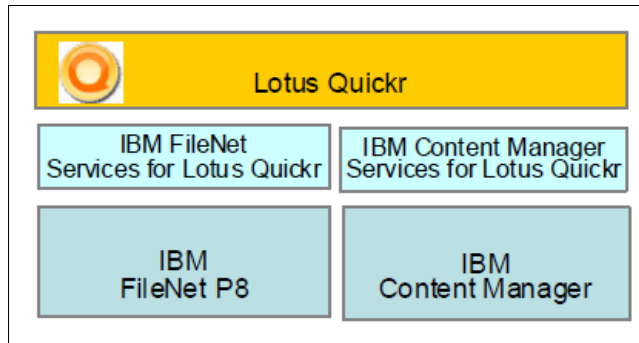 Lotus Quickr
IBM FileNet
Services for Lotus Quickr
IBM Content Manager
Services for Lotus Quickr
IBM
FileNet P8
IBM
Content Manager